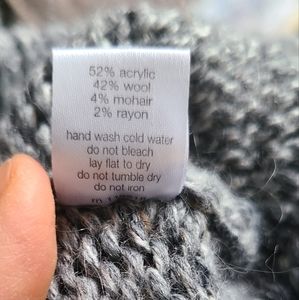 52% acrylic
42% wool
4% mohair
2% rayon
hand wash cold water
do not bleach
lay flat to dry
do not tumble dry
do not iron